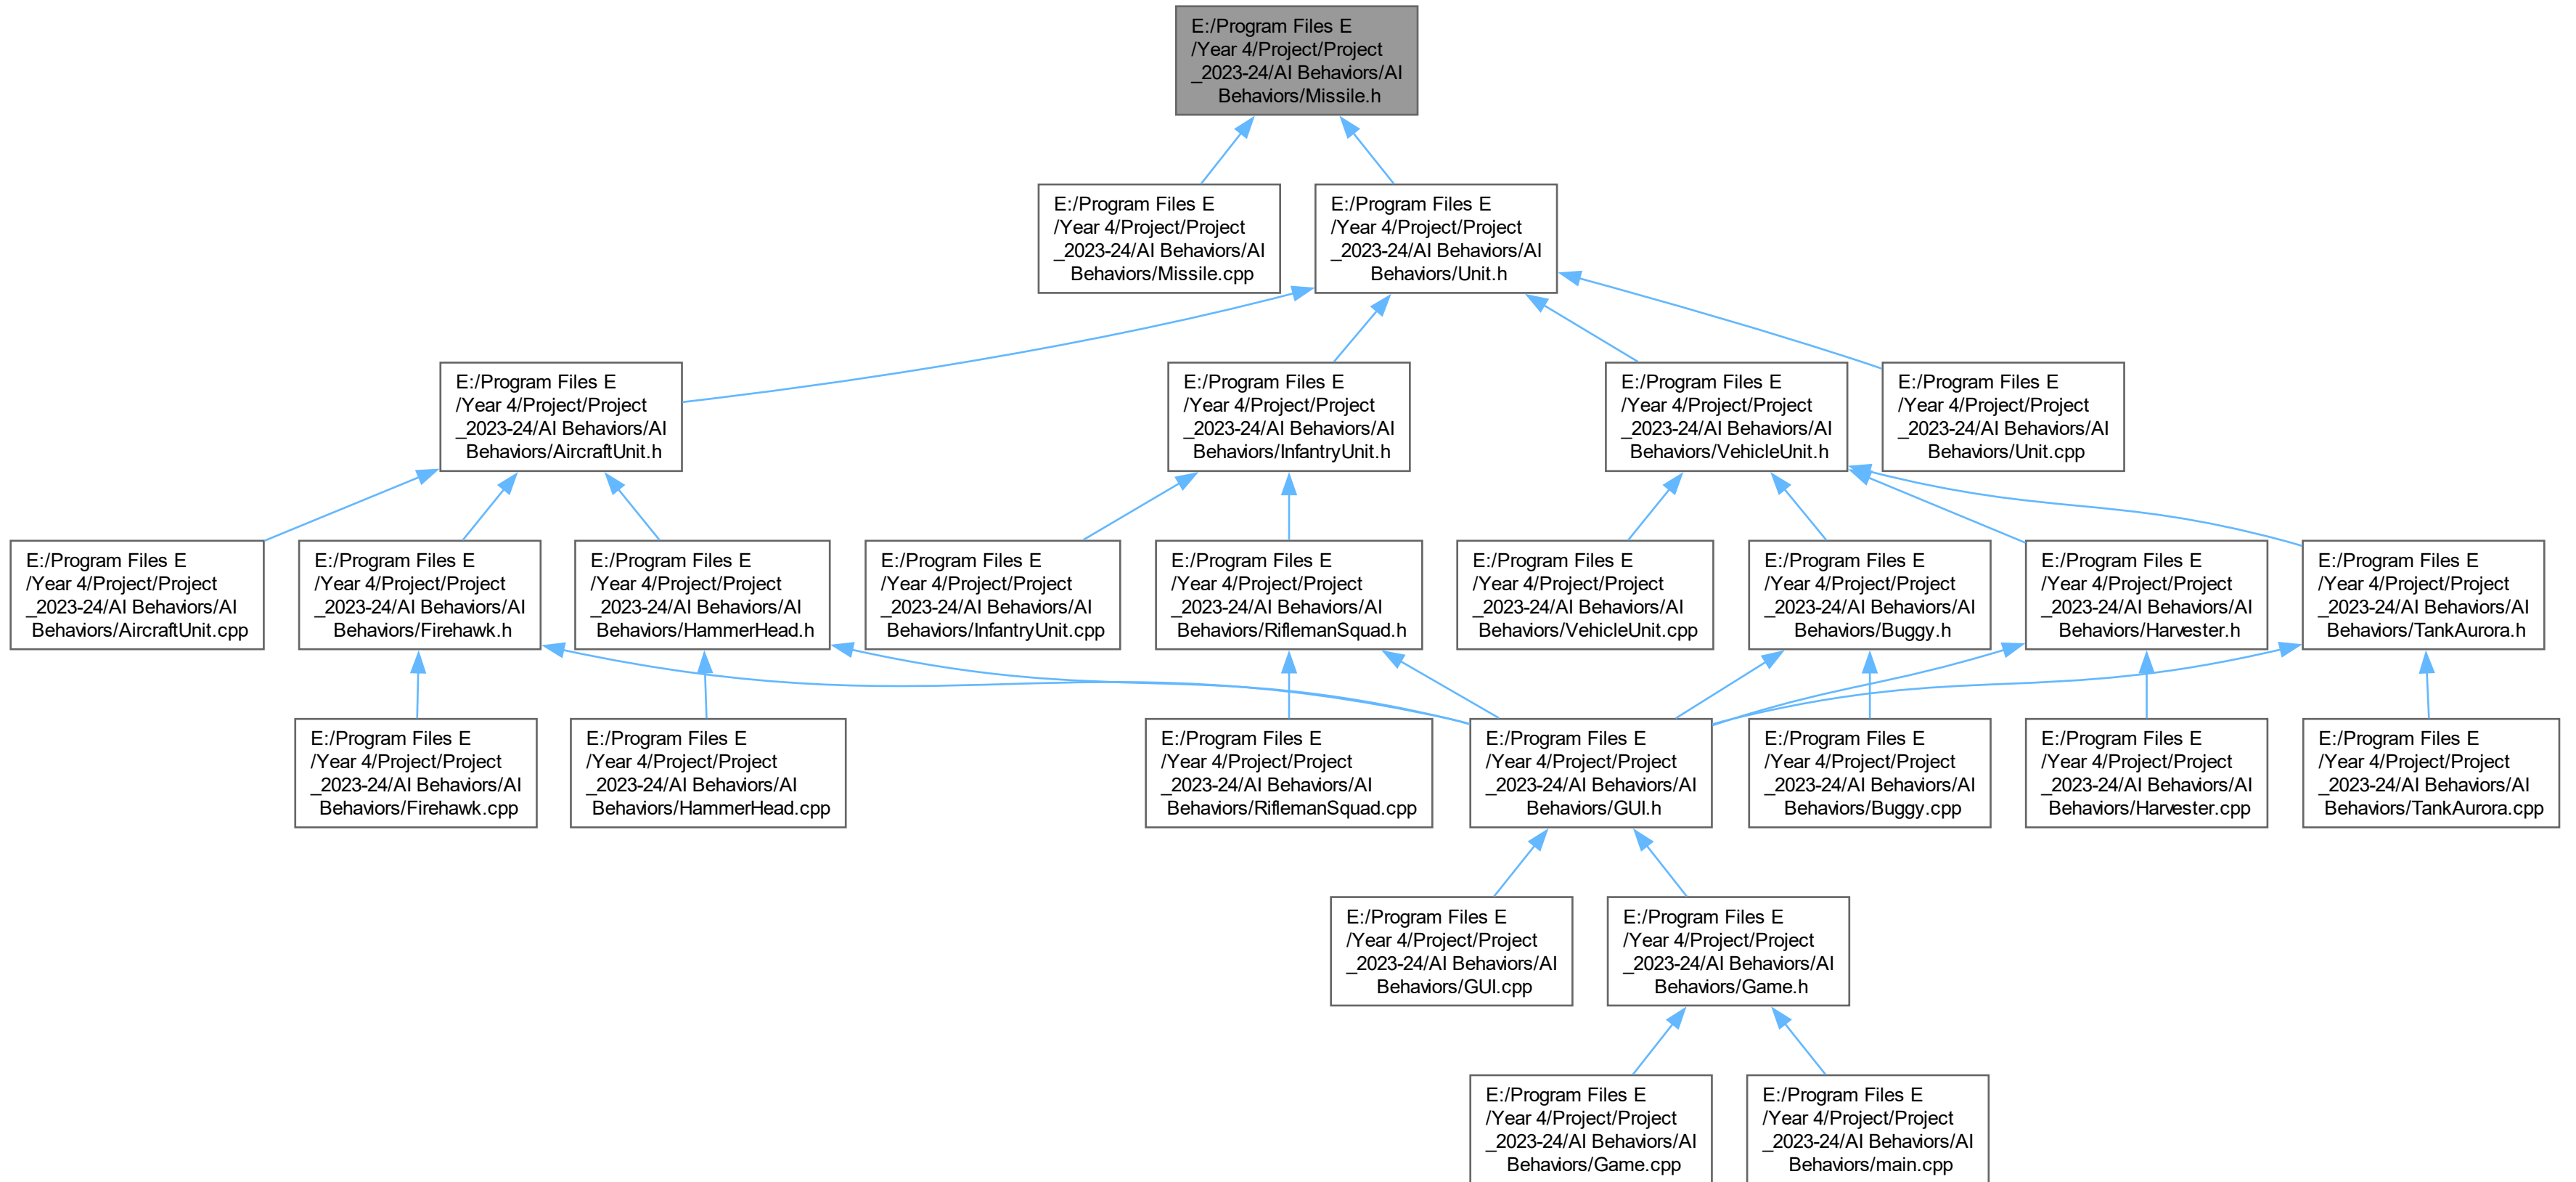 E:/Program Files E
/Year 4/Project/Project
_2023-24/AI Behaviors/AI
Behaviors/Missile.h
E:/Program Files E
/Year 4/Project/Project
_2023-24/AI Behaviors/AI
Behaviors/Missile.cpp
E:/Program Files E
/Year 4/Project/Project
_2023-24/AI Behaviors/AI
Behaviors/Unit.h
E:/Program Files E
/Year 4/Project/Project
_2023-24/AI Behaviors/AI
Behaviors/AircraftUnit.h
E:/Program Files E
/Year 4/Project/Project
_2023-24/AI Behaviors/AI
Behaviors/InfantryUnit.h
E:/Program Files E
/Year 4/Project/Project
_2023-24/AI Behaviors/AI
Behaviors/VehicleUnit.h
E:/Program Files E
/Year 4/Project/Project
_2023-24/AI Behaviors/AI
Behaviors/Unit.cpp
E:/Program Files E
/Year 4/Project/Project
_2023-24/AI Behaviors/AI
Behaviors/AircraftUnit.cpp
E:/Program Files E
/Year 4/Project/Project
_2023-24/AI Behaviors/AI
Behaviors/Firehawk.h
E:/Program Files E
/Year 4/Project/Project
_2023-24/AI Behaviors/AI
Behaviors/HammerHead.h
E:/Program Files E
/Year 4/Project/Project
_2023-24/AI Behaviors/AI
Behaviors/InfantryUnit.cpp
E:/Program Files E
/Year 4/Project/Project
_2023-24/AI Behaviors/AI
Behaviors/RiflemanSquad.h
E:/Program Files E
/Year 4/Project/Project
_2023-24/AI Behaviors/AI
Behaviors/VehicleUnit.cpp
E:/Program Files E
/Year 4/Project/Project
_2023-24/AI Behaviors/AI
Behaviors/Buggy.h
E:/Program Files E
/Year 4/Project/Project
_2023-24/AI Behaviors/AI
Behaviors/Harvester.h
E:/Program Files E
/Year 4/Project/Project
_2023-24/AI Behaviors/AI
Behaviors/TankAurora.h
E:/Program Files E
/Year 4/Project/Project
_2023-24/AI Behaviors/AI
Behaviors/Firehawk.cpp
E:/Program Files E
/Year 4/Project/Project
_2023-24/AI Behaviors/AI
Behaviors/HammerHead.cpp
E:/Program Files E
/Year 4/Project/Project
_2023-24/AI Behaviors/AI
Behaviors/RiflemanSquad.cpp
E:/Program Files E
/Year 4/Project/Project
_2023-24/AI Behaviors/AI
Behaviors/GUI.h
E:/Program Files E
/Year 4/Project/Project
_2023-24/AI Behaviors/AI
Behaviors/Buggy.cpp
E:/Program Files E
/Year 4/Project/Project
_2023-24/AI Behaviors/AI
Behaviors/Harvester.cpp
E:/Program Files E
/Year 4/Project/Project
_2023-24/AI Behaviors/AI
Behaviors/TankAurora.cpp
E:/Program Files E
/Year 4/Project/Project
_2023-24/AI Behaviors/AI
Behaviors/GUI.cpp
E:/Program Files E
/Year 4/Project/Project
_2023-24/AI Behaviors/AI
Behaviors/Game.h
E:/Program Files E
/Year 4/Project/Project
_2023-24/AI Behaviors/AI
Behaviors/Game.cpp
E:/Program Files E
/Year 4/Project/Project
_2023-24/AI Behaviors/AI
Behaviors/main.cpp